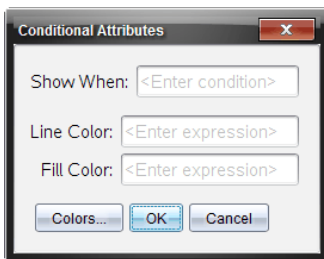 Conditional Attributes
Show When: <Enter condition>
Line Color: <Enter expression>
Fill Color: <Enter expression>
Colors... OK Cancel